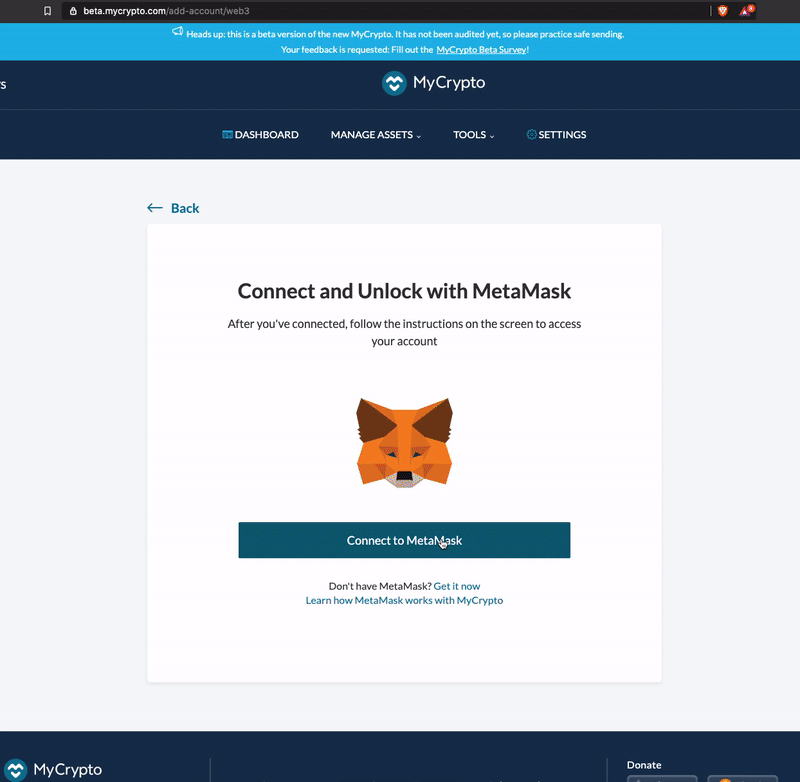 beta.mycrypto.com/add-account/web3
Heads up: this is a beta version of the new MyCrypto. It has not been audited yet, so please practice safe sending.
Your feedback is requested: Fill out the MyCrypto Beta Survey!
MyCrypto
DASHBOARD MANAGE ASSETS TOOLS SETTINGS
Back
Connect and Unlock with MetaMask
After you've connected, follow the instructions on the screen to access
your account
Connect to MetaMask
Don't have MetaMask? Get it now
Learn how MetaMask works with MyCrypto
Donate
MyCrypto